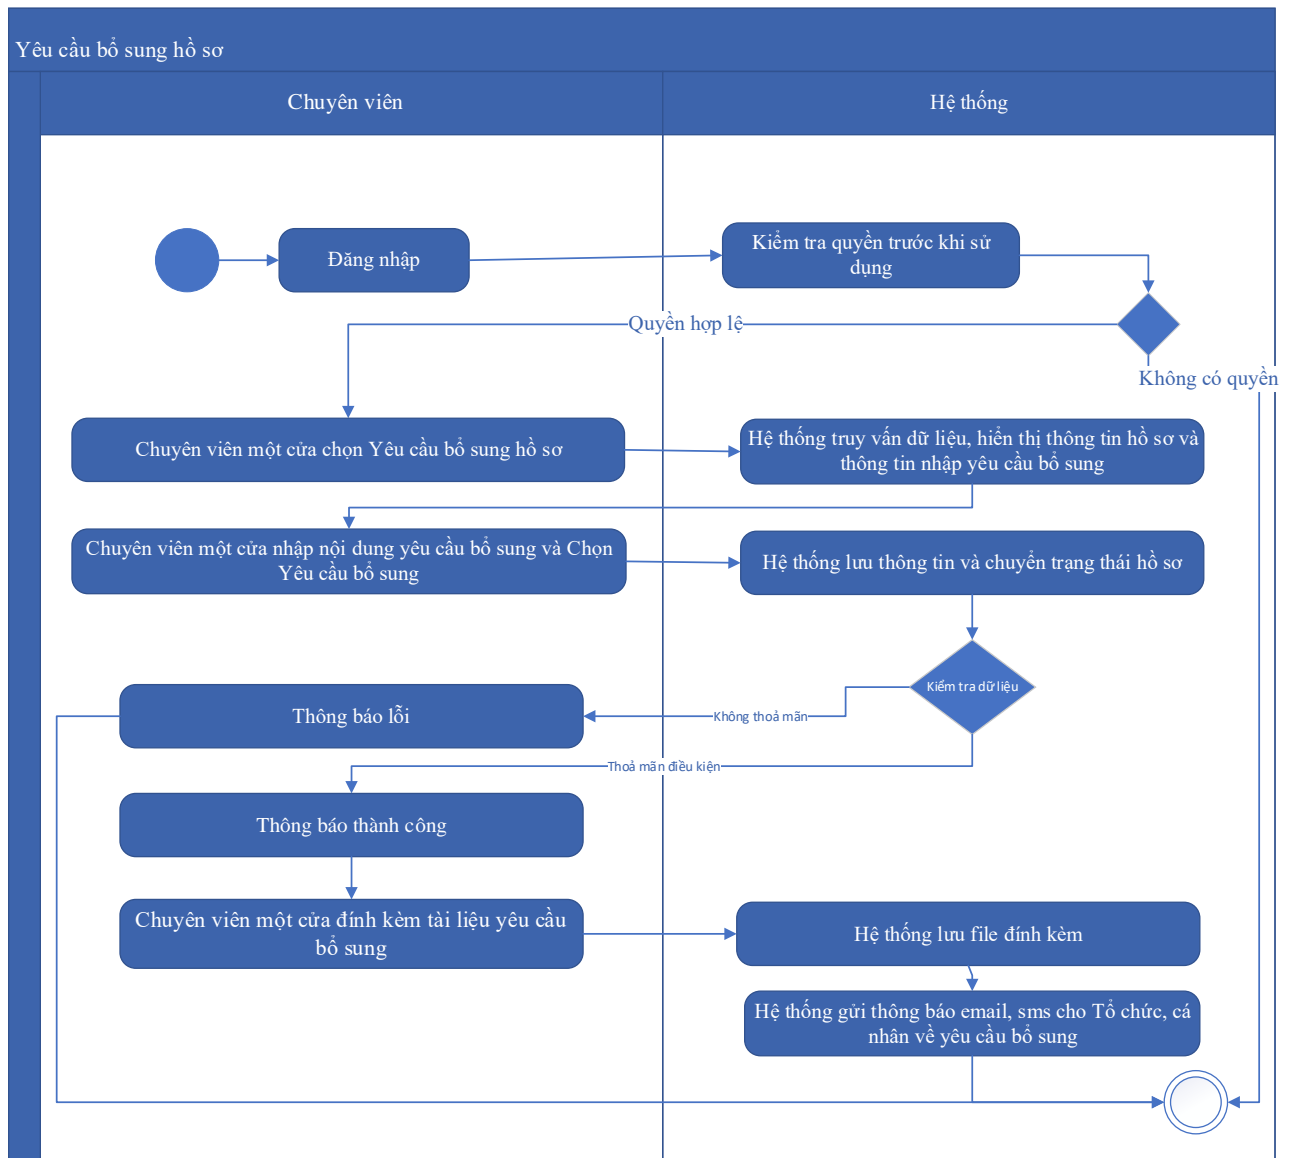 Yêu cầu bổ sung hồ sơ
Chuyên viên
Hệ thống
Đăng nhập
Kiểm tra quyền trước khi sử
dụng
Quyền hợp lệ
Không có quyền
Chuyên viên một cửa chọn Yêu cầu bổ sung hồ sơ
Hệ thống truy vấn dữ liệu, hiển thị thông tin hồ sơ và
thông tin nhập yêu cầu bổ sung
Chuyên viên một cửa nhập nội dung yêu cầu bổ sung và Chọn
Yêu cầu bổ sung
Hệ thống lưu thông tin và chuyển trạng thái hồ sơ
Kiểm tra dữ liệu
Thông báo lỗi
Không thoả mãn
Thoả mãn điều kiện
Thông báo thành công
Chuyên viên một cửa đính kèm tài liệu yêu cầu
bổ sung
Hệ thống lưu file đính kèm
Hệ thống gửi thông báo email, sms cho Tổ chức, cá
nhân về yêu cầu bổ sung